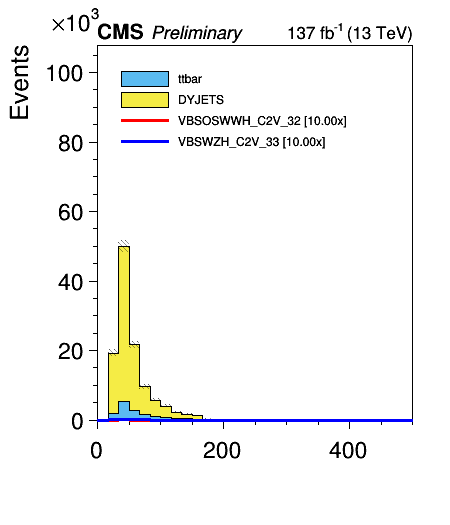 ×10³
CMS Preliminary 137 fb⁻¹ (13 TeV)
Events
100
80
60
40
20
0
ttbar
DYJETS
VBSOSWWH_C2V_32 [10.00x]
VBSWZH_C2V_33 [10.00x]
0 200 400